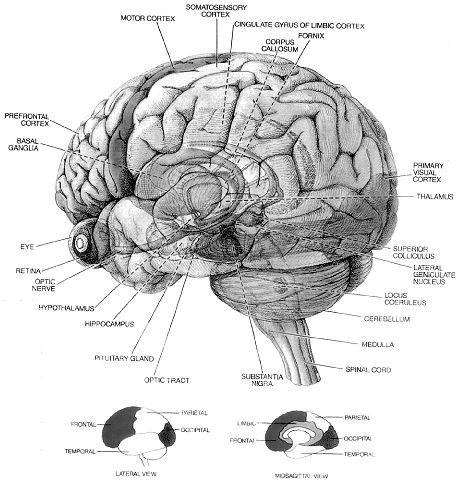 SOMATOSENSORY
CORTEX
MOTOR CORTEX
CINGULATE GYRUS OF LIMBIC CORTEX
FORNIX
CORPUS
CALLOSUM
PREFRONTAL
CORTEX
BASAL
GANGLIA
PRIMARY
VISUAL
CORTEX
THALAMUS
EYE
RETINA
OPTIC
NERVE
SUPERIOR
COLLICULUS
LATERAL
GENICULATE
NUCLEUS
HYPOTHALAMUS
LOCUS
COERULEUS
HIPPOCAMPUS
CEREBELLUM
PITUITARY GLAND
MEDULLA
OPTIC TRACT
SUBSTANTIA
NIGRA
SPINAL CORD
FRONTAL
PARIETAL
OCCIPITAL
TEMPORAL
LATERAL VIEW
LIMBIC
PARIETAL
FRONTAL
OCCIPITAL
TEMPORAL
MIDSAGITTAL VIEW